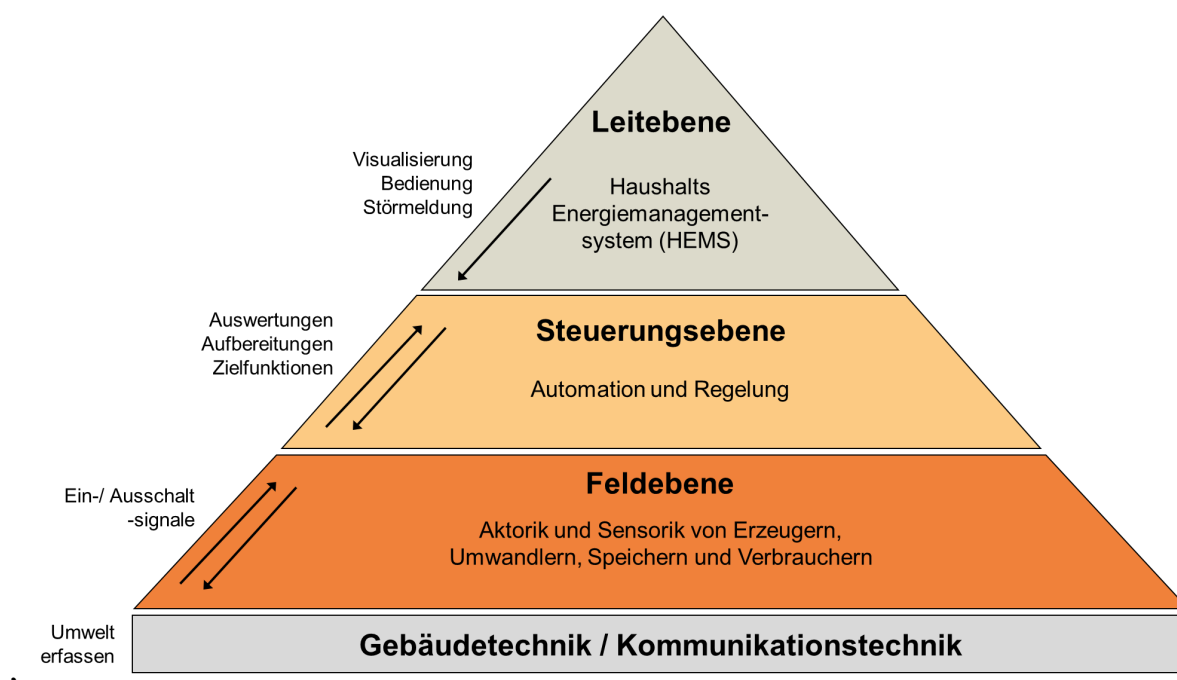 Leitebene
Visualisierung
Bedienung
Störmeldung
Haushalts
Energiemanagement-
system (HEMS)
Auswertungen
Aufbereitungen
Zielfunktionen
Steuerungsebene
Automation und Regelung
Ein-/ Ausschalt
-signale
Feldebene
Aktorik und Sensorik von Erzeugern,
Umwandlern, Speichern und Verbrauchern
Umwelt
erfassen
Gebäudetechnik / Kommunikationstechnik